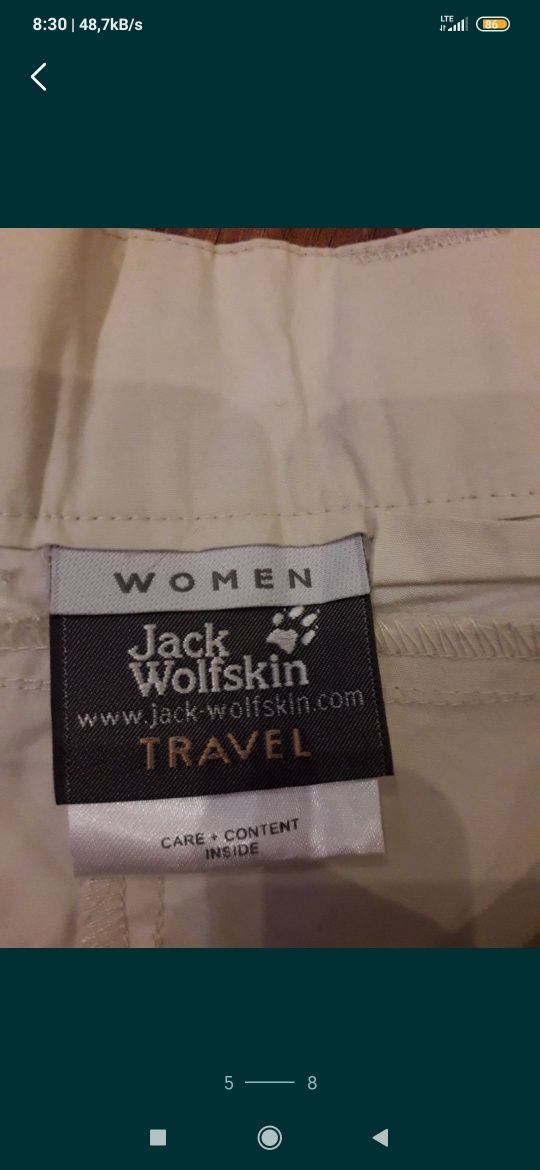 8:30 | 48,7kB/s
LTE
86
WOMEN
Jack
Wolfskin
www.jack-wolfskin.com
TRAVEL
CARE + CONTENT
INSIDE
5 8